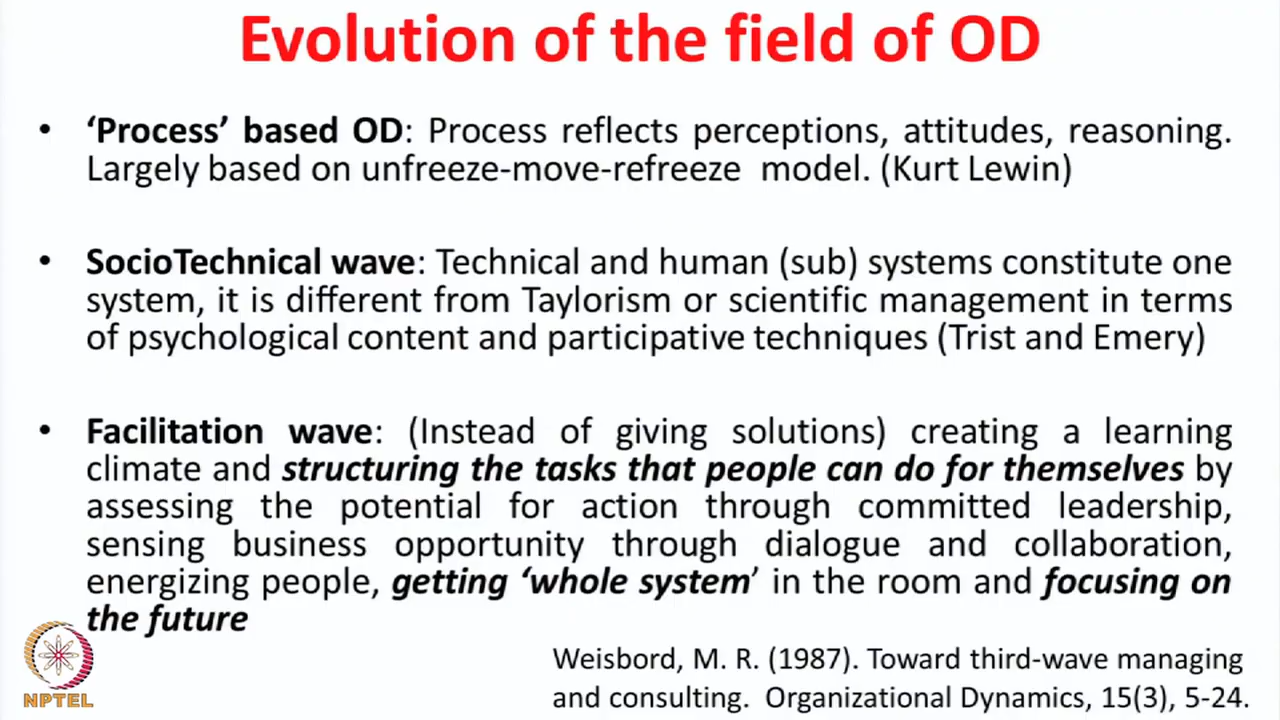 Evolution of the field of OD
• ‘Process’ based OD: Process reflects perceptions, attitudes, reasoning.
Largely based on unfreeze-move-refreeze model. (Kurt Lewin)
• SocioTechnical wave: Technical and human (sub) systems constitute one
system, it is different from Taylorism or scientific management in terms
of psychological content and participative techniques (Trist and Emery)
• Facilitation wave: (Instead of giving solutions) creating a learning
climate and structuring the tasks that people can do for themselves by
assessing the potential for action through committed leadership,
sensing business opportunity through dialogue and collaboration,
energizing people, getting ‘whole system’ in the room and focusing on
the future
Weisbord, M. R. (1987). Toward third-wave managing
and consulting. Organizational Dynamics, 15(3), 5-24.
NPTEL